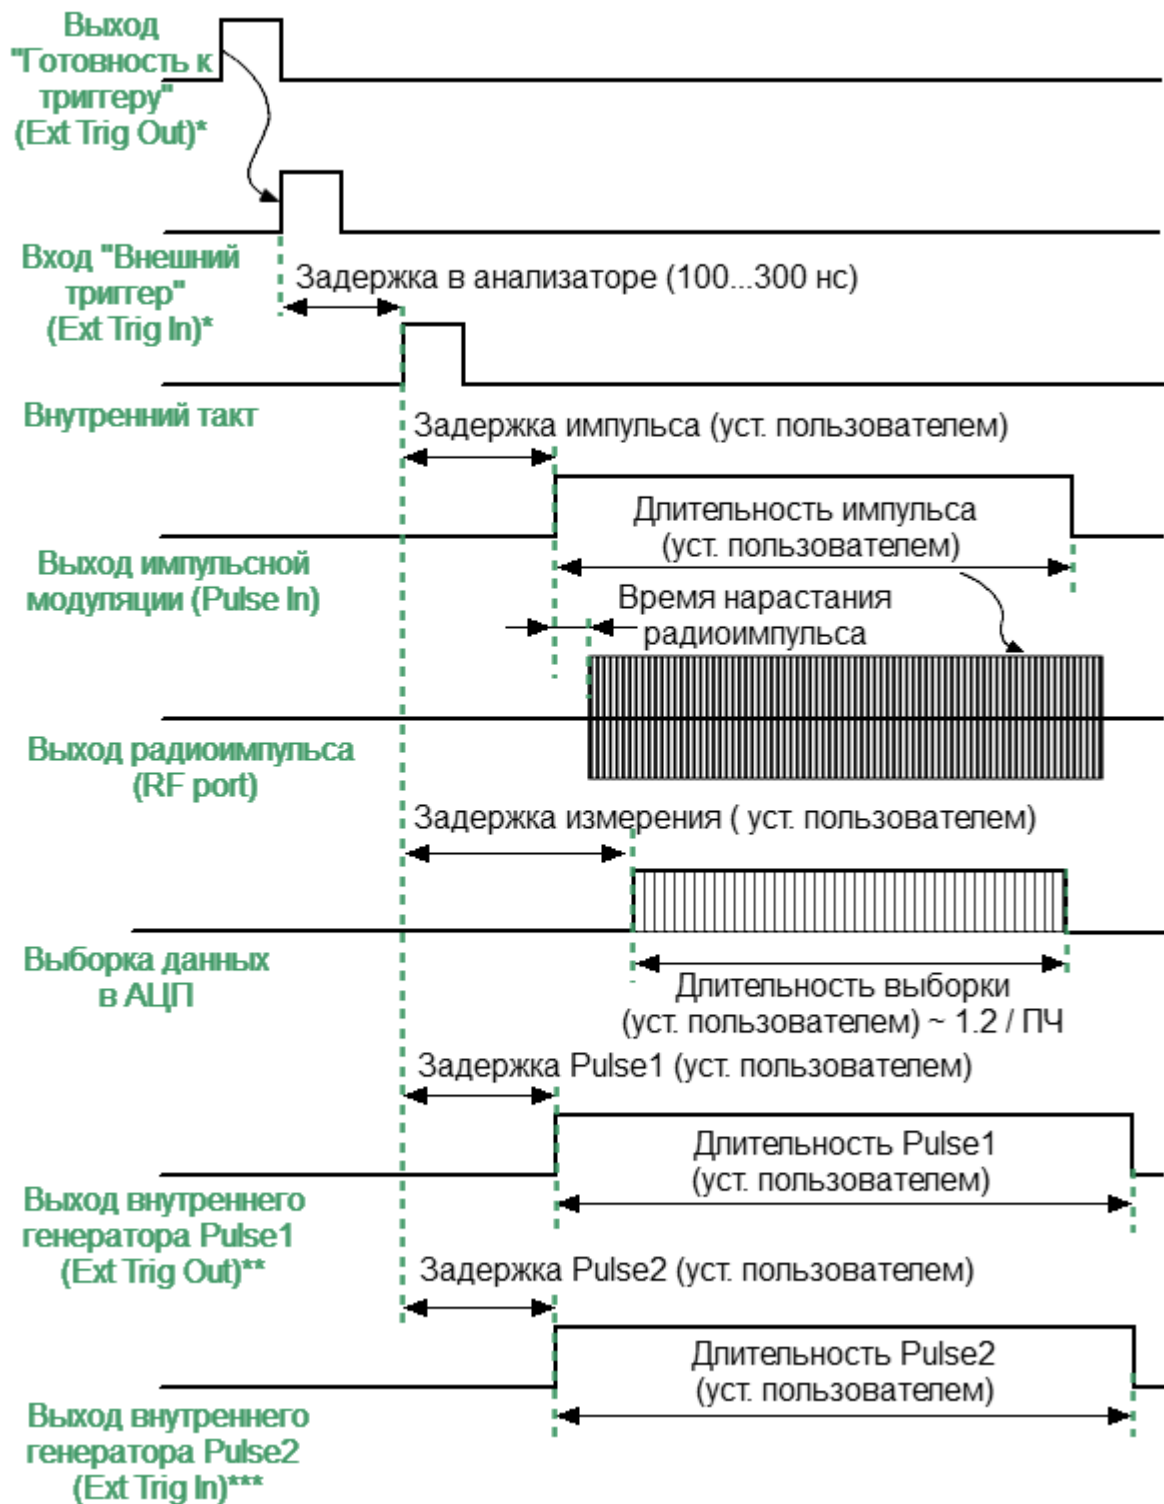 Выход
"Готовность к
триггеру"
(Ext Trig Out)*
Вход "Внешний
триггер"
(Ext Trig In)*
Задержка в анализаторе (100...300 нс)
Внутренний такт
Задержка импульса (уст. пользователем)
Длительность импульса
(уст. пользователем)
Выход импульсной
модуляции (Pulse In)
Время нарастания
радиоимпульса
Выход радиоимпульса
(RF port)
Задержка измерения ( уст. пользователем)
Выборка данных
в АЦП
Длительность выборки
(уст. пользователем) ~ 1.2 / ПЧ
Задержка Pulse1 (уст. пользователем)
Длительность Pulse1
(уст. пользователем)
Выход внутреннего
генератора Pulse1
(Ext Trig Out)**
Задержка Pulse2 (уст. пользователем)
Длительность Pulse2
(уст. пользователем)
Выход внутреннего
генератора Pulse2
(Ext Trig In)***